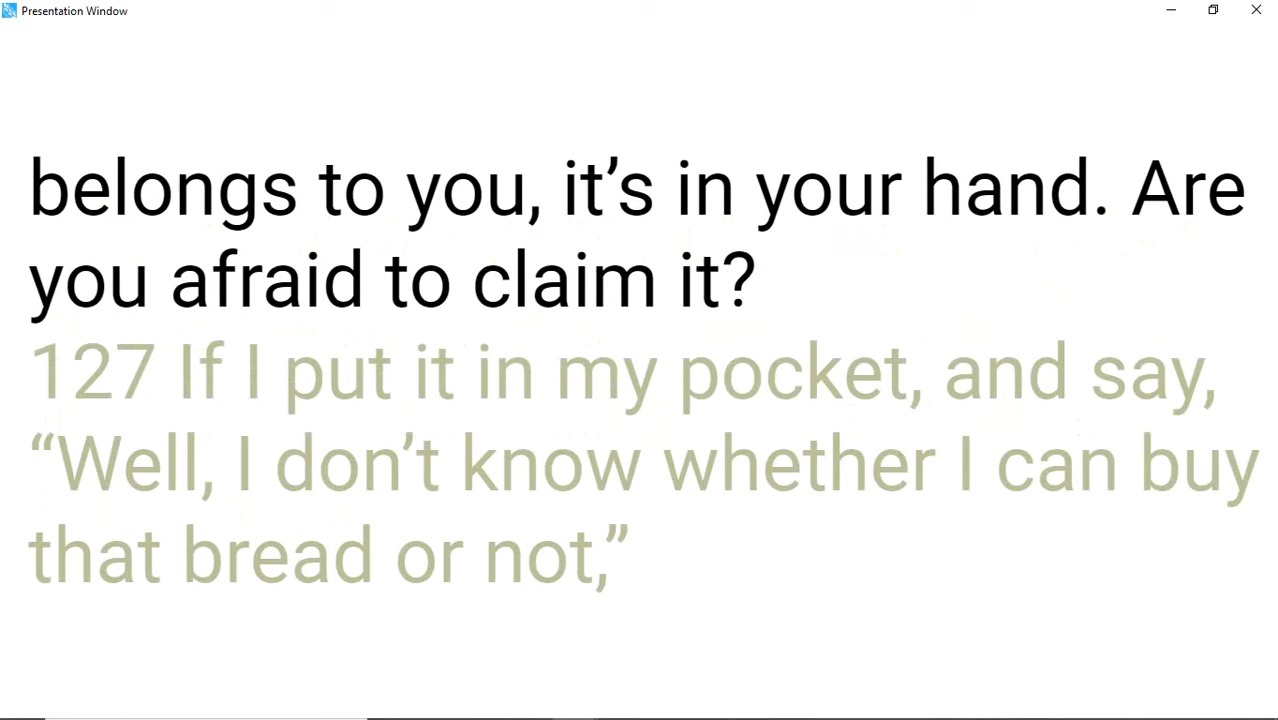 Presentation Window
belongs to you, it’s in your hand. Are
you afraid to claim it?
127 If I put it in my pocket, and say,
“Well, I don’t know whether I can buy
that bread or not,”